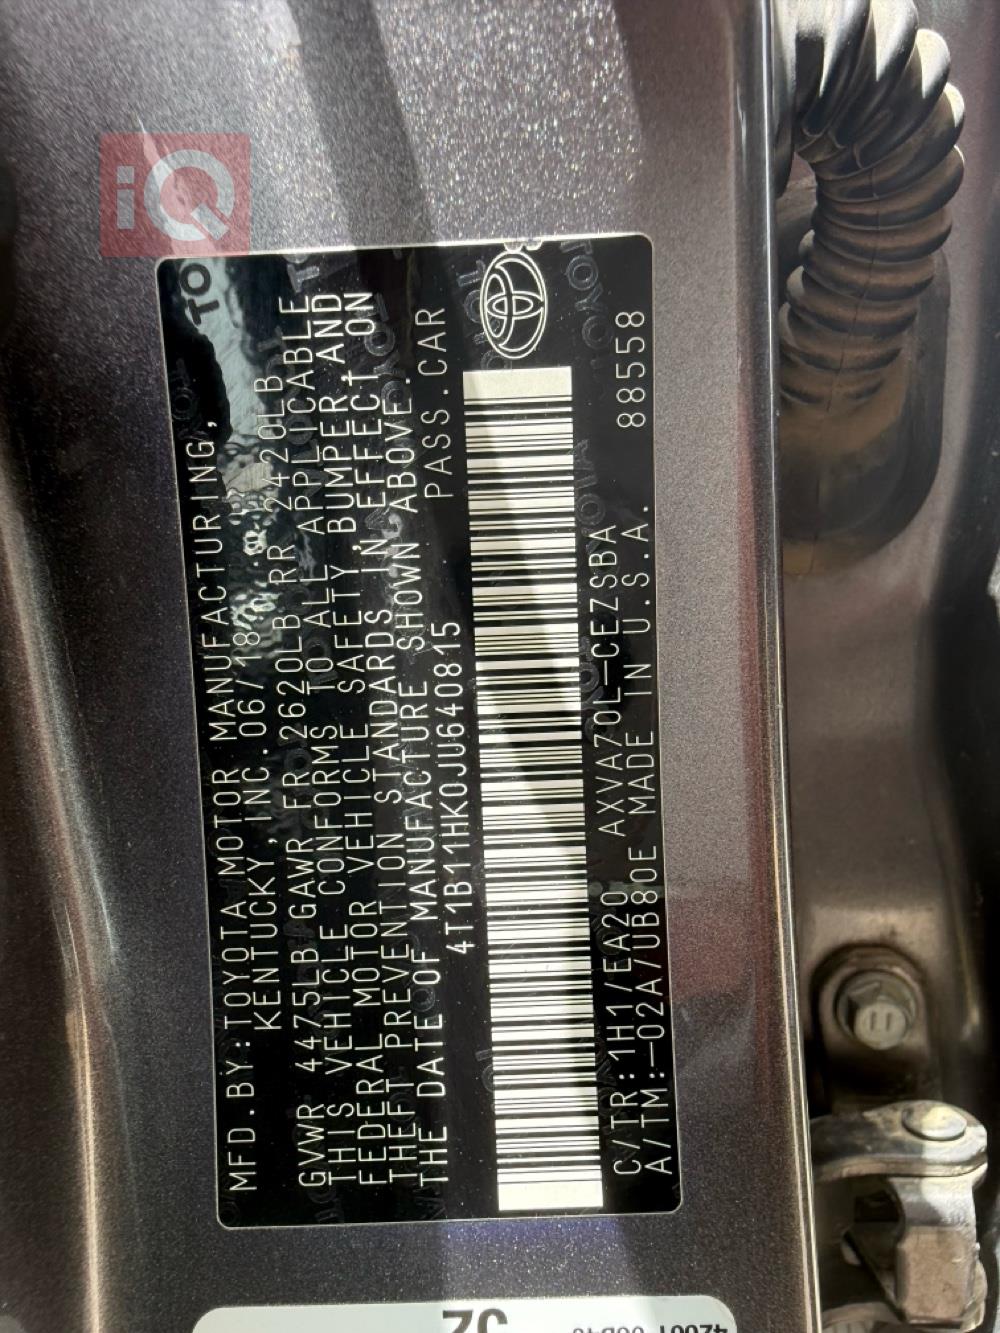 iQ
MFD.BY:TOYOTA MOTOR MANUFACTURING,
KENTUCKY,INC.06/18
GVWR 4475LB GAWR FR 2620LB RR 2420LB
THIS VEHICLE CONFORMS TO ALL APPLICABLE
FEDERAL MOTOR VEHICLE SAFETY,BUMPER,AND
THEFT PREVENTION STANDARDS IN EFFECT ON
THE DATE OF MANUFACTURE SHOWN ABOVE.
4T1B11HK0JU640815 PASS.CAR
C/TR:1H1/EA20 AXVA70L-CEZSBA 88558
A/TM:-02A/UB80E MADE IN U.S.A.